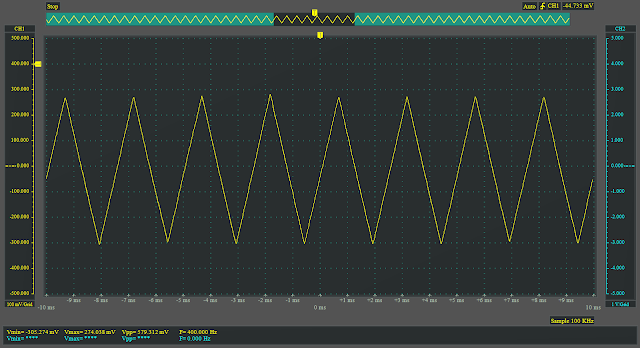 Stop
Auto CH1 -44.733 mV
CH1
CH2
500.000
5.000
400.000
4.000
300.000
3.000
200.000
2.000
100.000
1.000
0.000
0.000
-100.000
-1.000
-200.000
-2.000
-300.000
-3.000
-400.000
-4.000
-500.000
-5.000
-9 ms -8 ms -7 ms -6 ms -5 ms -4 ms -3 ms -2 ms -1 ms +1 ms +2 ms +3 ms +4 ms +5 ms +6 ms +7 ms +8 ms +9 ms
100 mV/Grid
-10 ms 0 ms 10 ms
1 V/Grid
Sample 100 KHz
Vmin= -305.274 mV Vmax= 274.038 mV Vpp= 579.312 mV F= 400.000 Hz
Vmin= **** Vmax= **** Vpp= **** F= 0.000 Hz